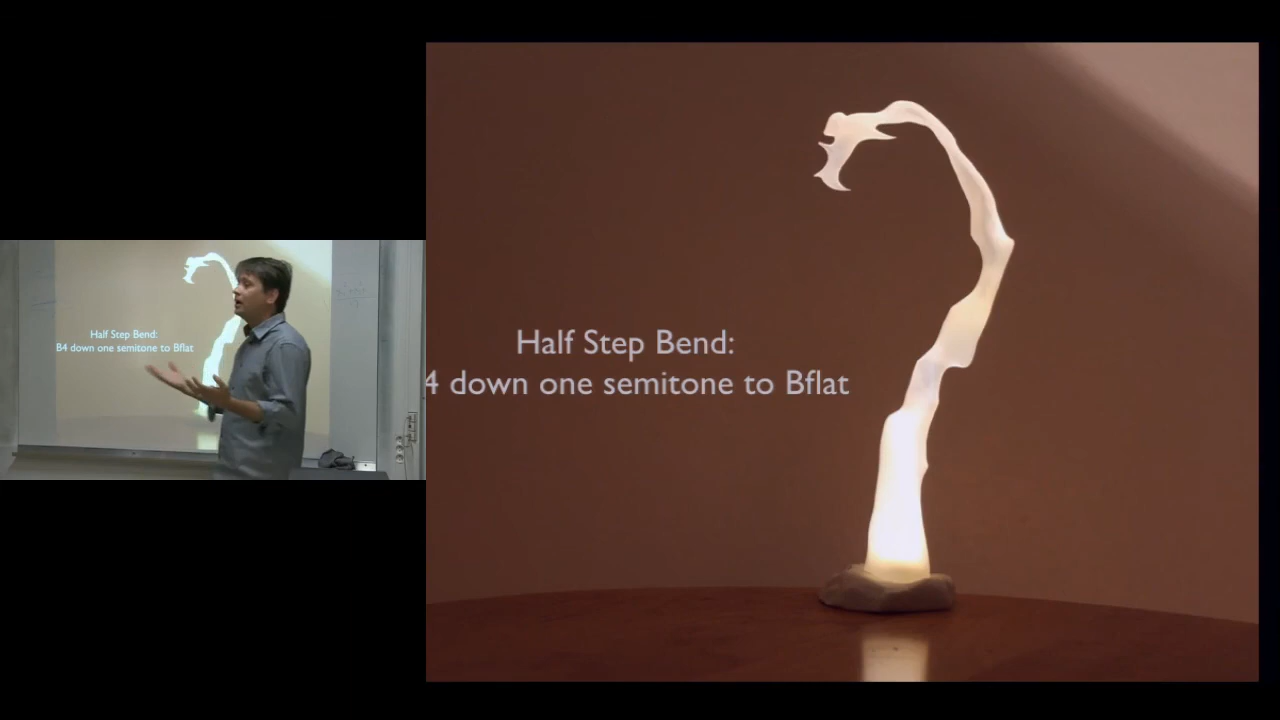 Half Step Bend:
B4 down one semitone to Bflat
Half Step Bend:
4 down one semitone to Bflat